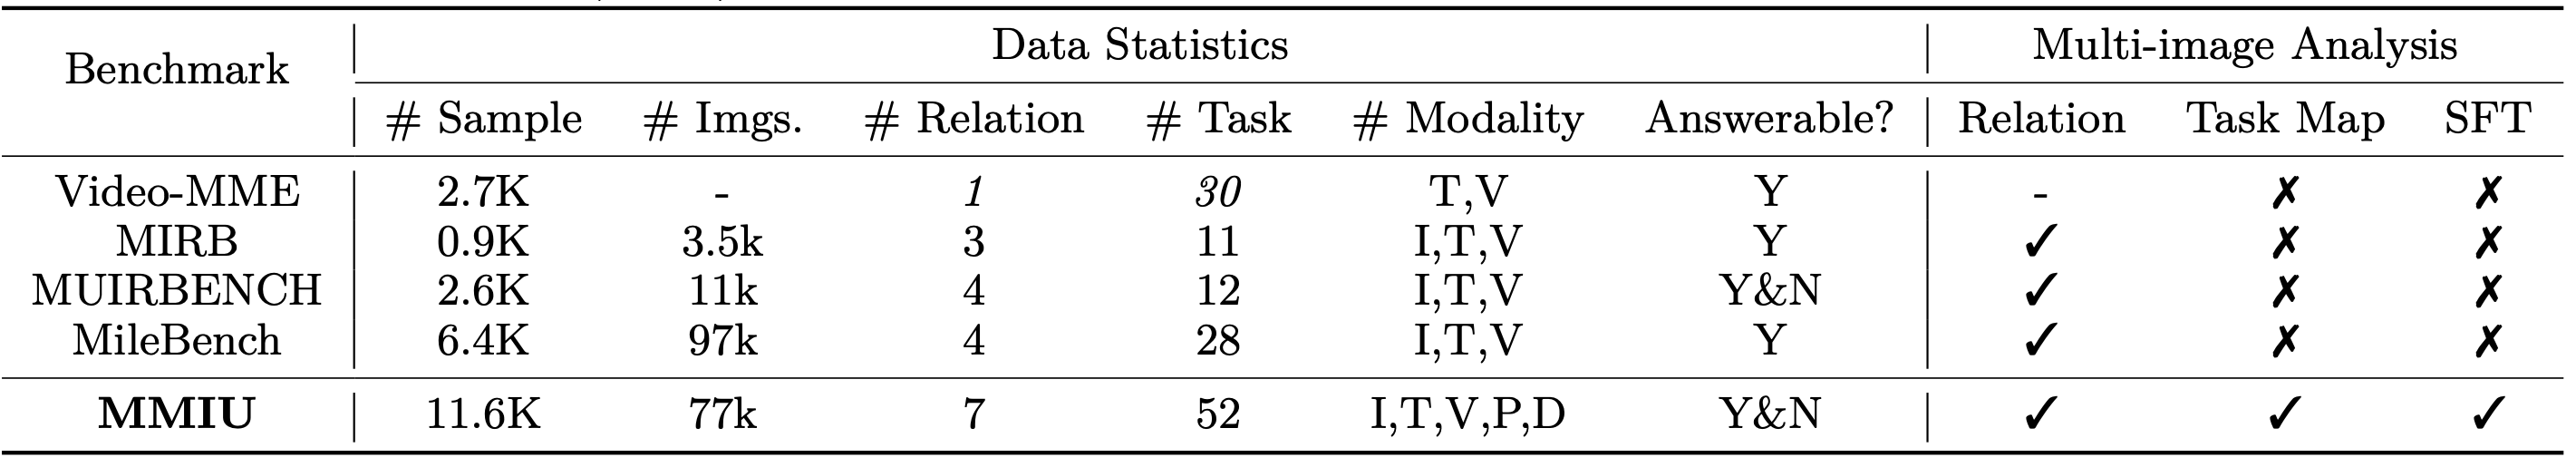 Data Statistics Multi-image Analysis
Benchmark
# Sample # Imgs. # Relation # Task # Modality Answerable? Relation Task Map SFT
Video-MME 2.7K - 1 30 T,V Y - ✗ ✗
MIRB 0.9K 3.5k 3 11 I,T,V Y ✓ ✗ ✗
MUIRBENCH 2.6K 11k 4 12 I,T,V Y&N ✓ ✗ ✗
MileBench 6.4K 97k 4 28 I,T,V Y ✓ ✗ ✗
MMIU 11.6K 77k 7 52 I,T,V,P,D Y&N ✓ ✓ ✓